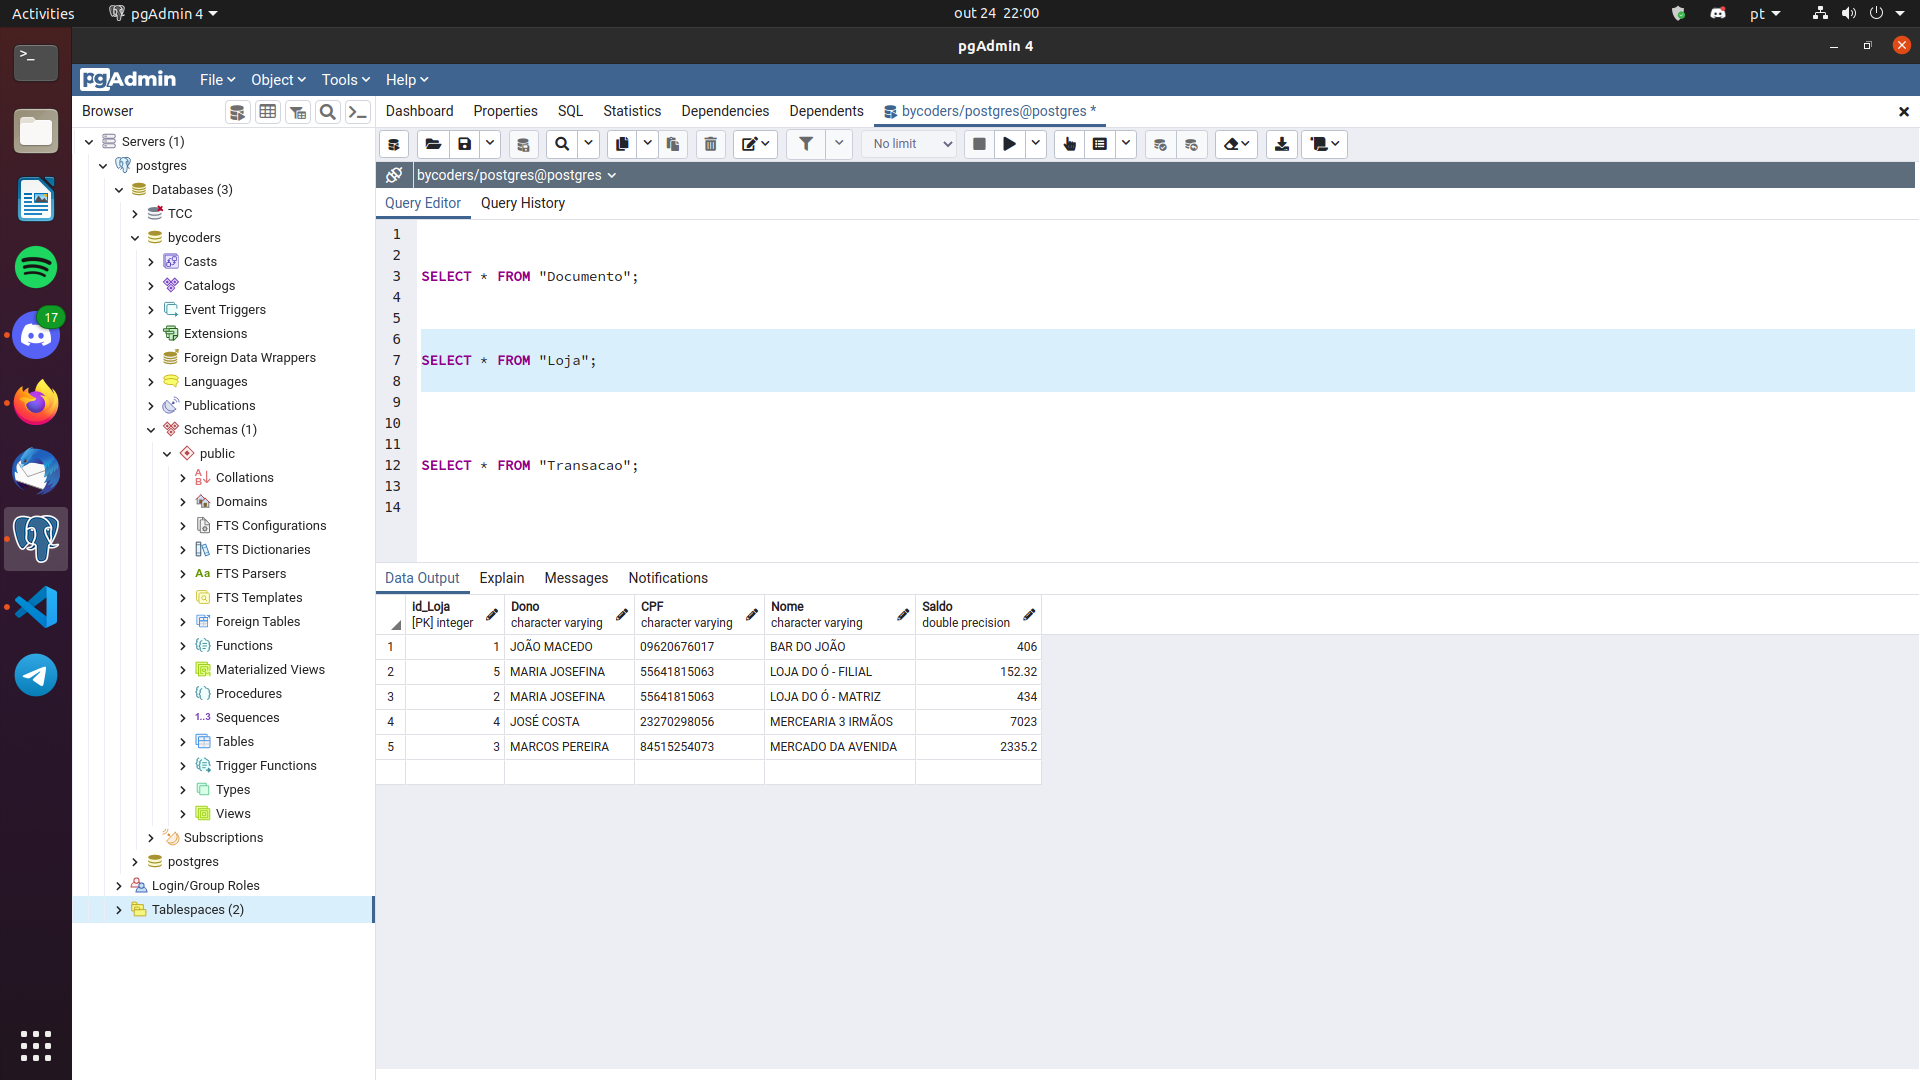 Activities
pgAdmin 4
out 24 22:00
pt
pgAdmin 4
>_
pgAdmin
File
Object
Tools
Help
Browser
Dashboard
Properties
SQL
Statistics
Dependencies
Dependents
bycoders/postgres@postgres *
No limit
bycoders/postgres@postgres
Query Editor
Query History
Servers (1)
postgres
Databases (3)
TCC
bycoders
Casts
Catalogs
Event Triggers
Extensions
Foreign Data Wrappers
Languages
Publications
Schemas (1)
public
Collations
Domains
FTS Configurations
FTS Dictionaries
Aa FTS Parsers
FTS Templates
Foreign Tables
Functions
Materialized Views
Procedures
1..3 Sequences
Tables
Trigger Functions
Types
Views
Subscriptions
postgres
Login/Group Roles
Tablespaces (2)
17
1
2
3 SELECT * FROM "Documento";
4
5
6
7 SELECT * FROM "Loja";
8
9
10
11
12 SELECT * FROM "Transacao";
13
14
Data Output
Explain
Messages
Notifications
id_Loja [PK] integer
Dono character varying
CPF character varying
Nome character varying
Saldo double precision
1 1 JOÃO MACEDO 09620676017 BAR DO JOÃO 406
2 5 MARIA JOSEFINA 55641815063 LOJA DO Ó - FILIAL 152.32
3 2 MARIA JOSEFINA 55641815063 LOJA DO Ó - MATRIZ 434
4 4 JOSÉ COSTA 23270298056 MERCEARIA 3 IRMÃOS 7023
5 3 MARCOS PEREIRA 84515254073 MERCADO DA AVENIDA 2335.2